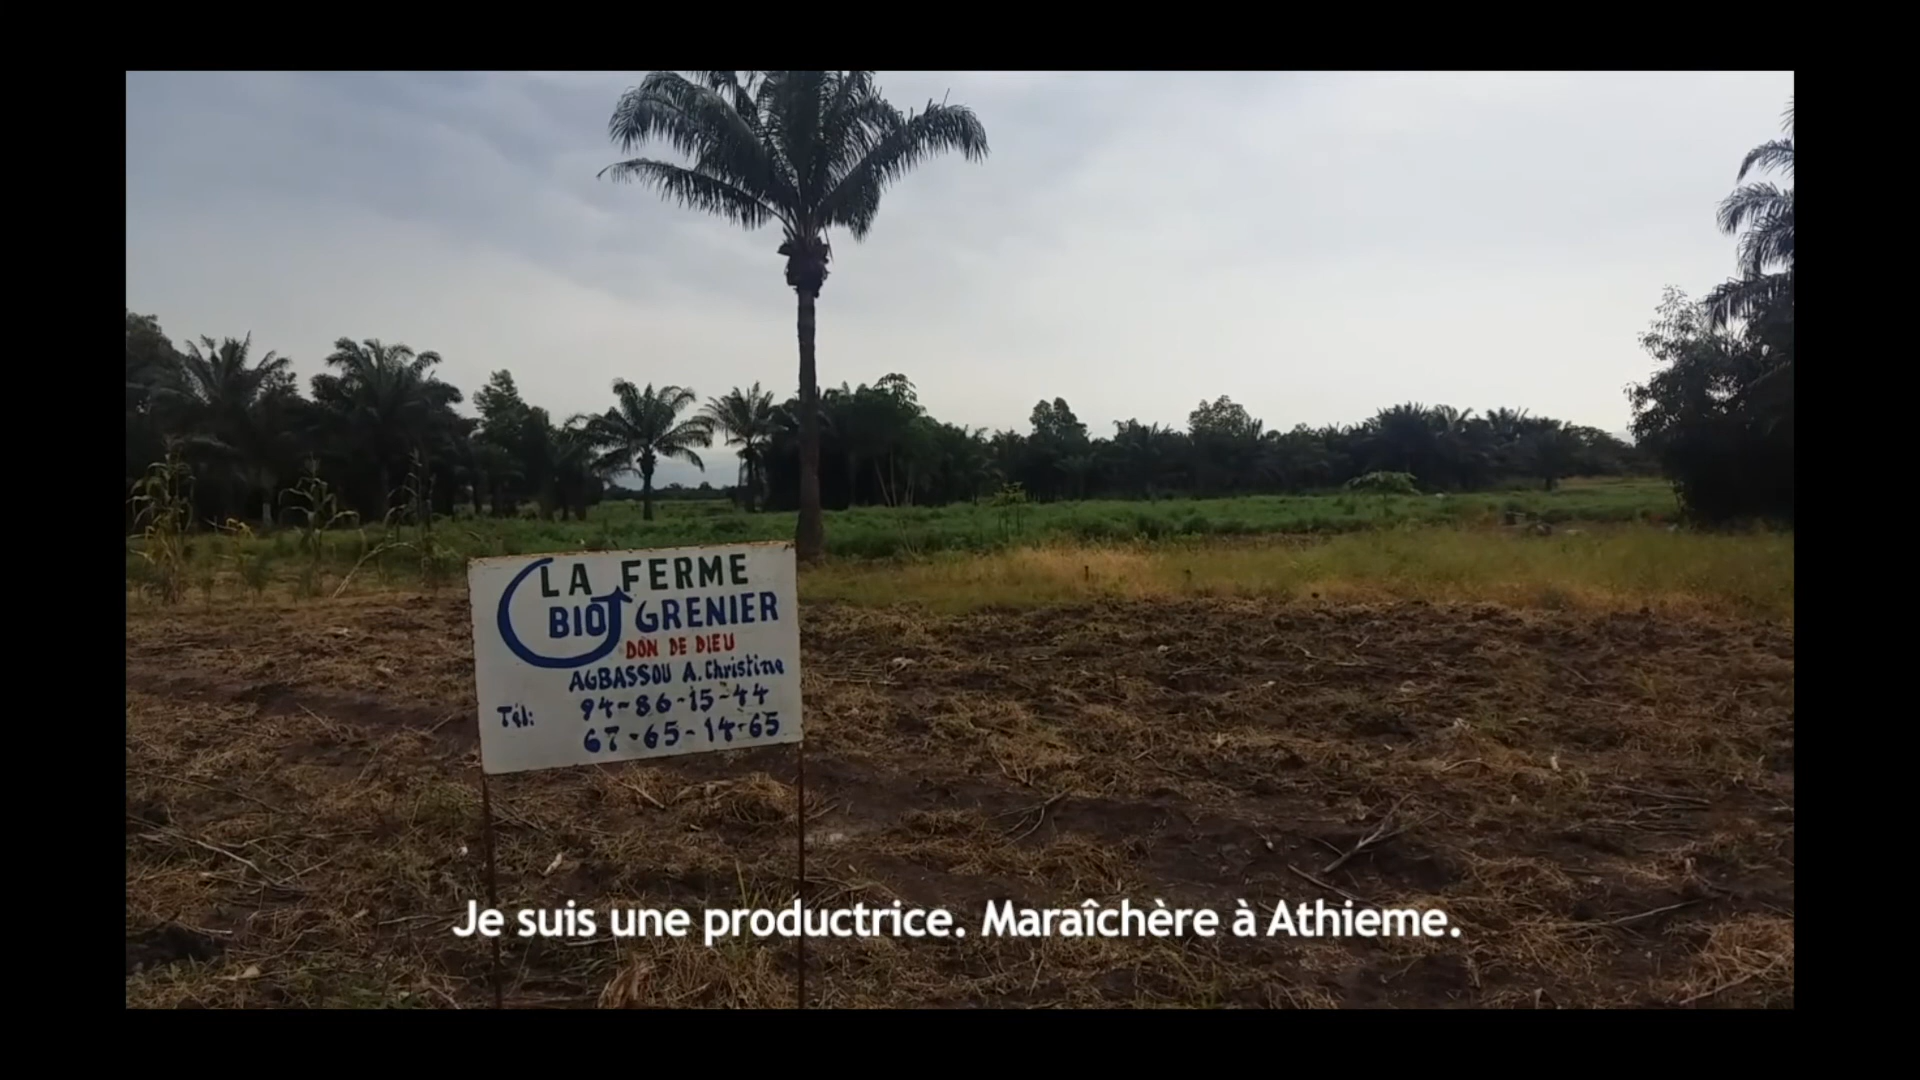 LA FERME
BIO GRENIER
DON DE DIEU
AGBASSOU A. Christine
Tél: 94-86-15-44
67-65-14-65
Je suis une productrice. Maraîchère à Athieme.